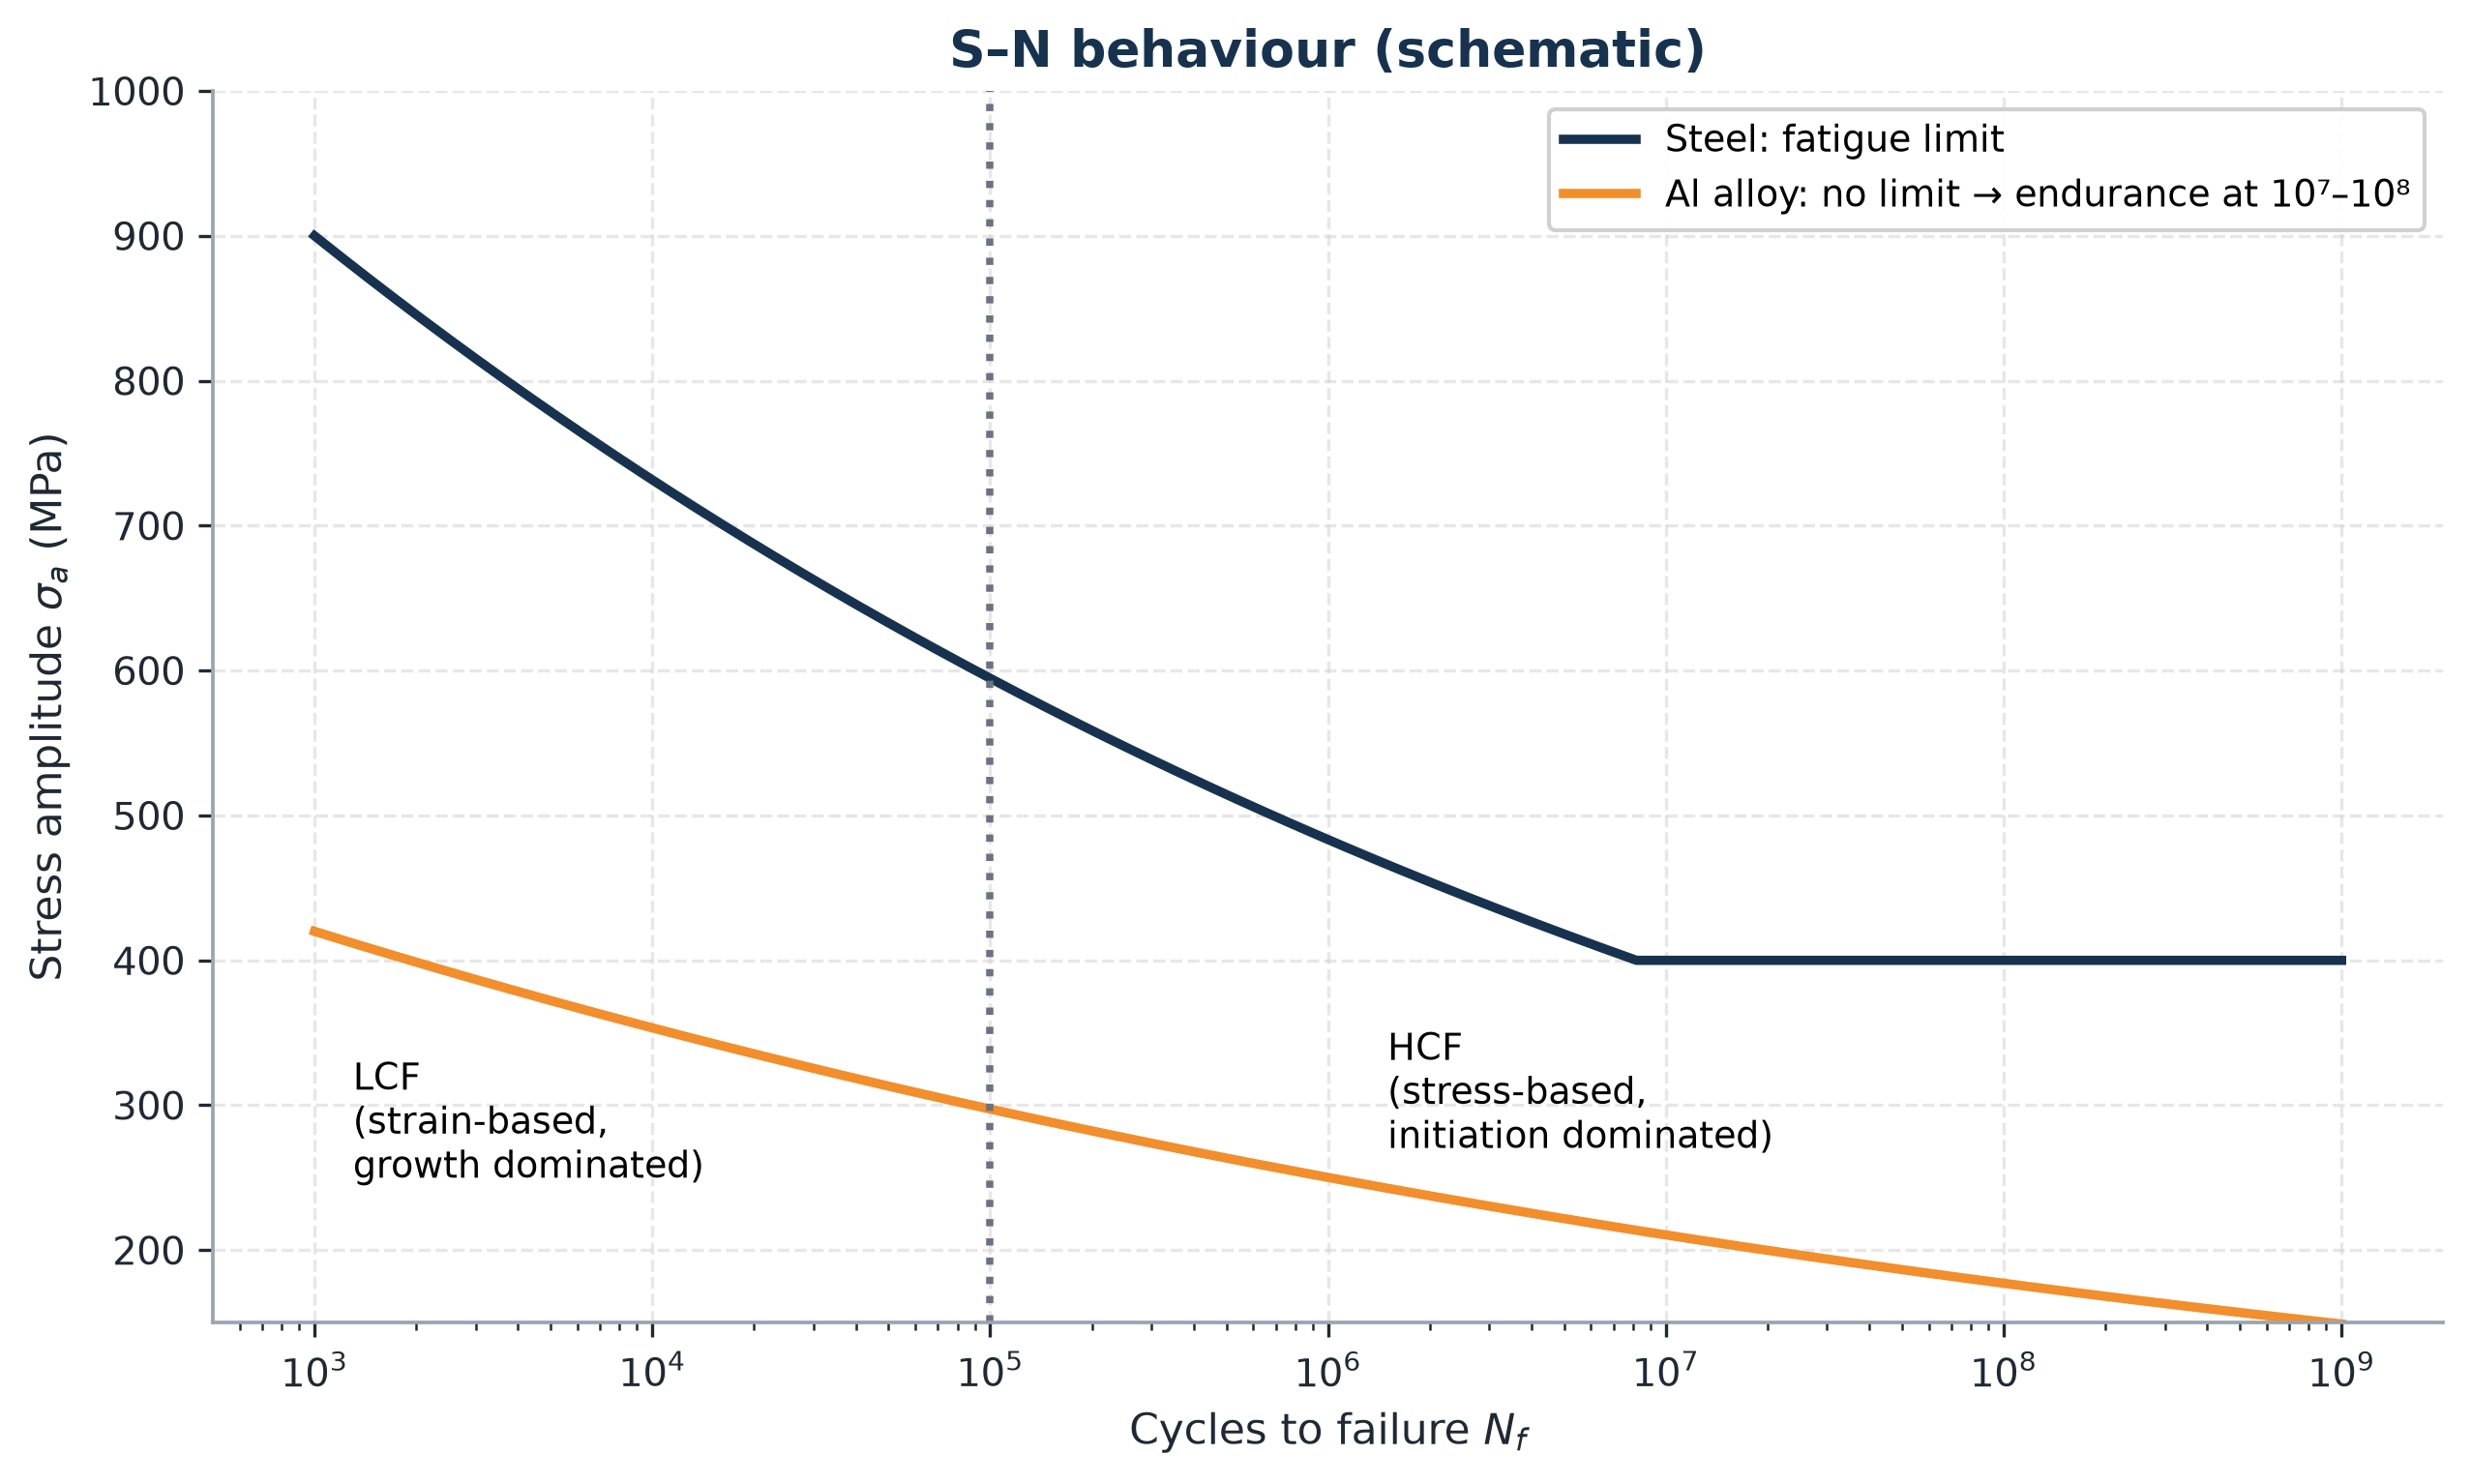 S–N behaviour (schematic)
Steel: fatigue limit
Al alloy: no limit → endurance at 10⁷–10⁸
Stress amplitude σₐ (MPa)
1000
900
800
700
600
500
400
300
200
LCF
(strain-based,
growth dominated)
HCF
(stress-based,
initiation dominated)
10³
10⁴
10⁵
10⁶
10⁷
10⁸
10⁹
Cycles to failure N_f